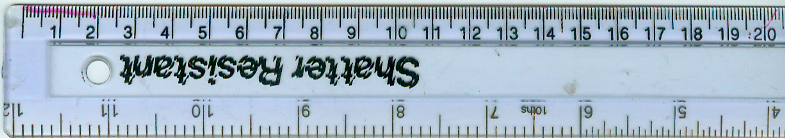 1 2 3 4 5 6 7 8 9 10 11 12 13 14 15 16 17 18 19 20
Shatter Resistant
12 11 10 9 8 7 10ths 6 5 4